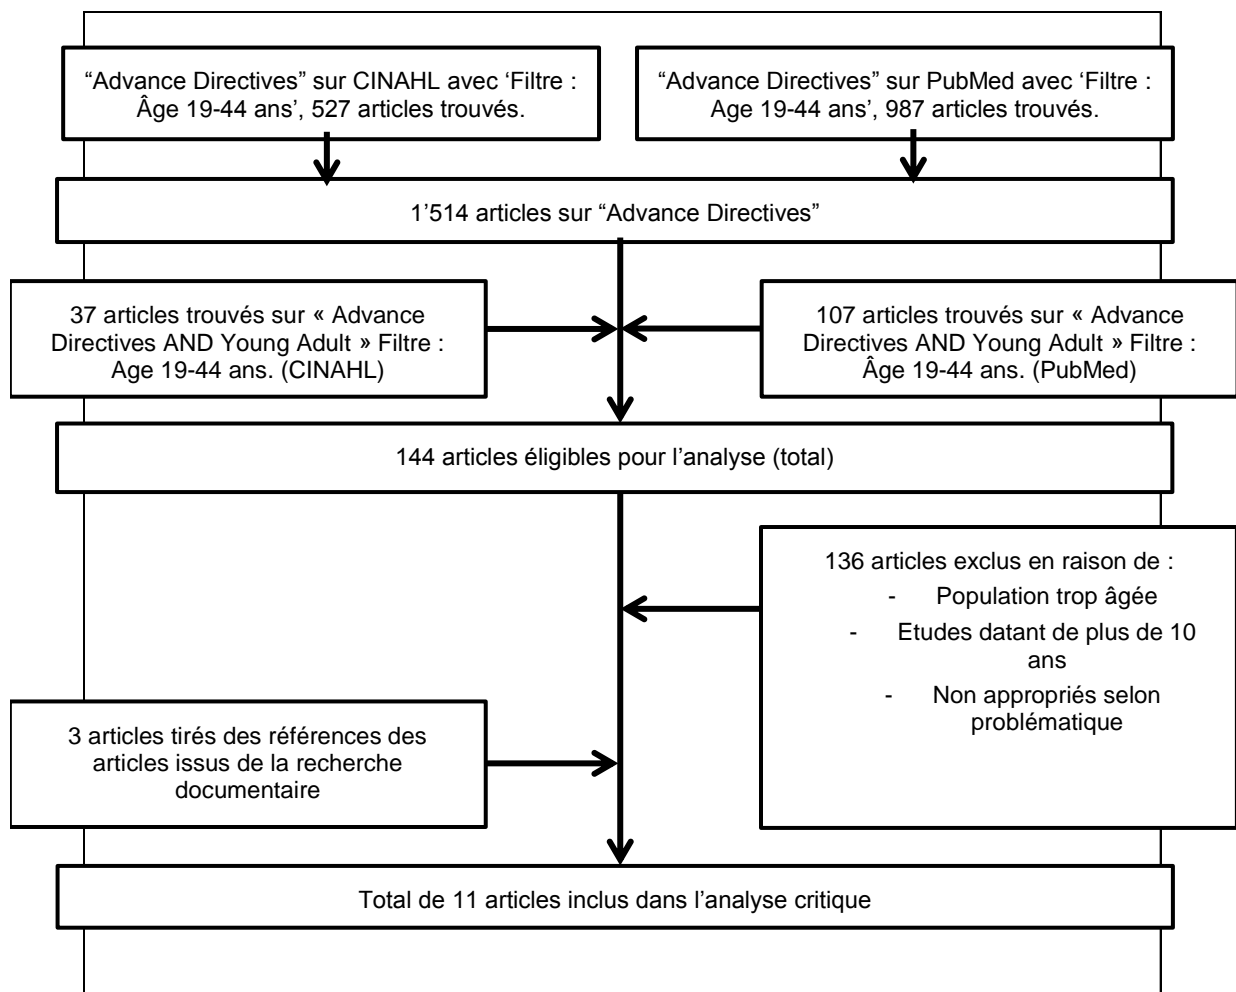 “Advance Directives” sur CINAHL avec ‘Filtre :
Âge 19-44 ans’, 527 articles trouvés.
“Advance Directives” sur PubMed avec ‘Filtre :
Age 19-44 ans’, 987 articles trouvés.
1’514 articles sur “Advance Directives”
37 articles trouvés sur « Advance
Directives AND Young Adult » Filtre :
Age 19-44 ans. (CINAHL)
107 articles trouvés sur « Advance
Directives AND Young Adult » Filtre :
Âge 19-44 ans. (PubMed)
144 articles éligibles pour l’analyse (total)
136 articles exclus en raison de :
- Population trop âgée
- Etudes datant de plus de 10
ans
- Non appropriés selon
problématique
3 articles tirés des références des
articles issus de la recherche
documentaire
Total de 11 articles inclus dans l’analyse critique